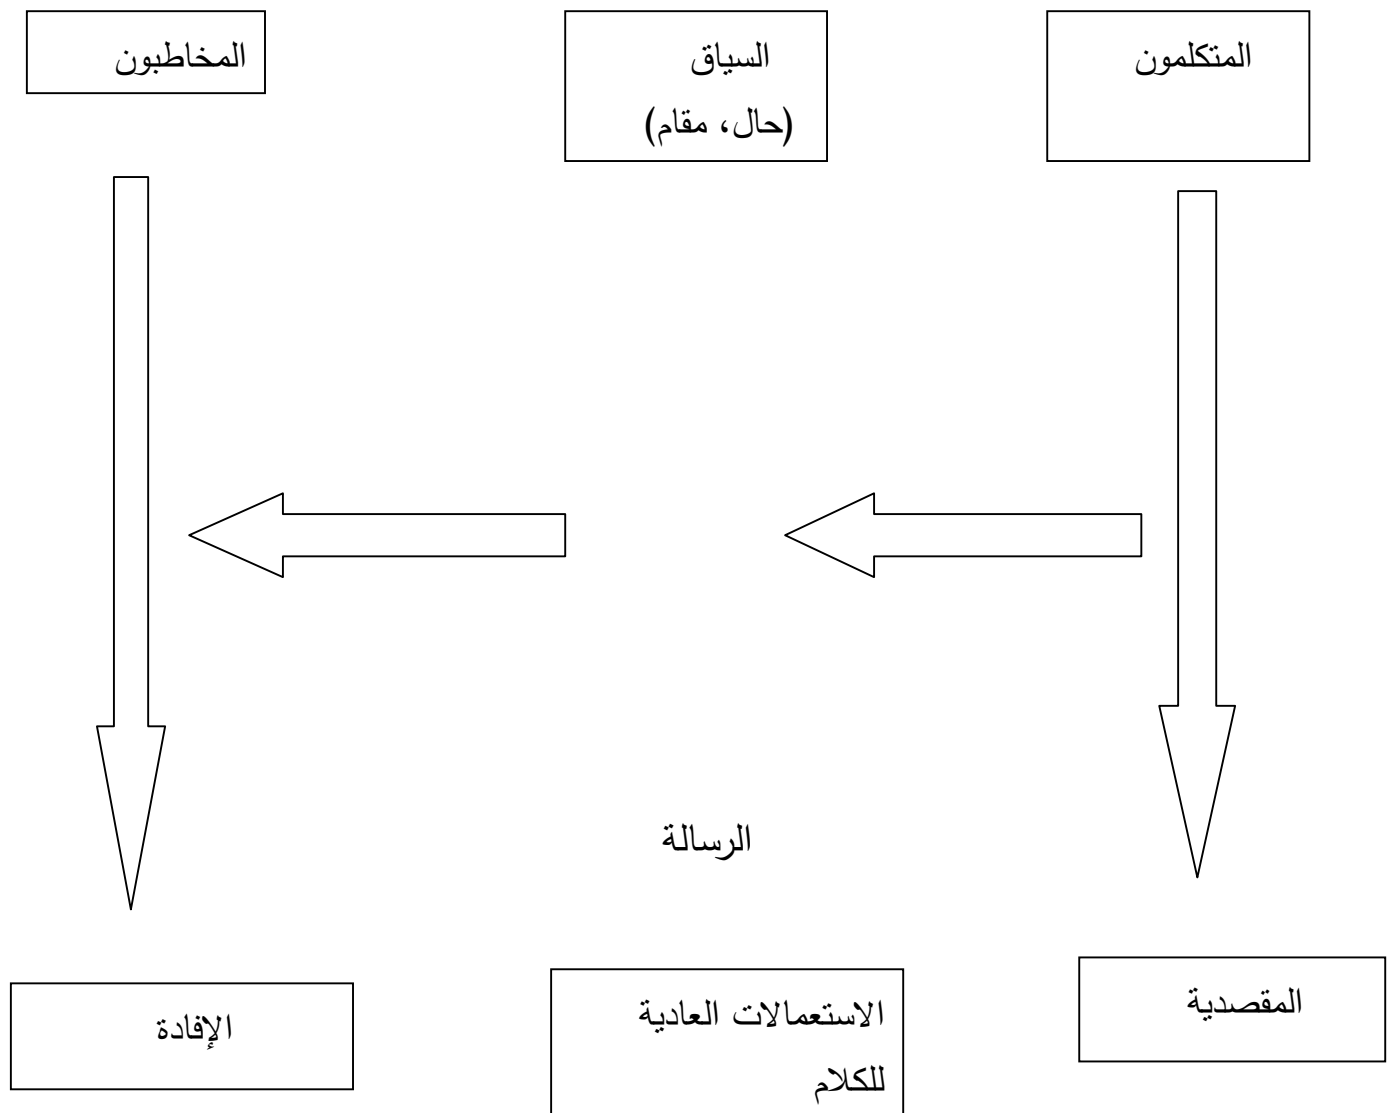 المتكلمون
السياق
(حال، مقام)
المخاطبون
الرسالة
المقصدية
الاستعمالات العادية
للكلام
الإفادة